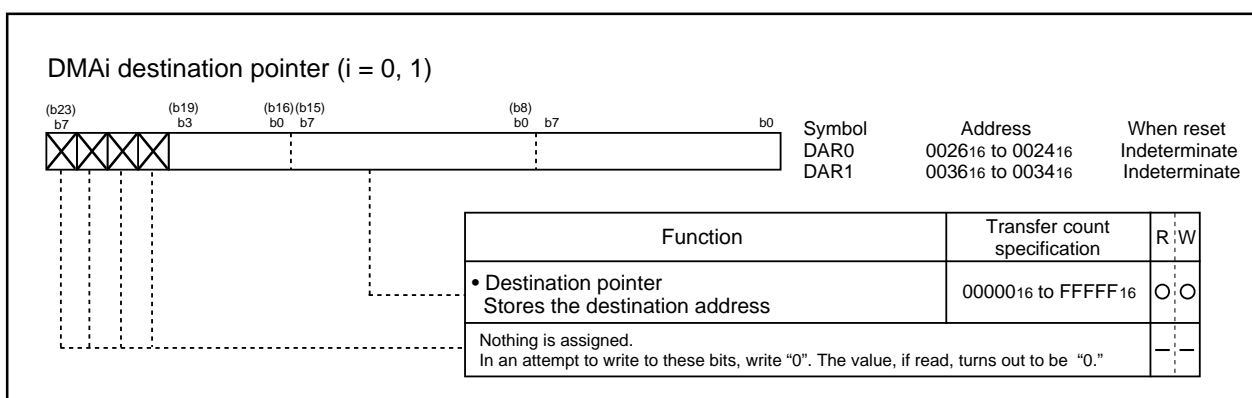 DMAi destination pointer (i = 0, 1)
(b23) (b19) (b16)(b15) (b8)
b7 b3 b0 b7 b0 b7 b0
Symbol Address When reset
DAR0 002616 to 002416 Indeterminate
DAR1 003616 to 003416 Indeterminate
Function Transfer count specification R W
• Destination pointer
Stores the destination address 0000016 to FFFFF16
Nothing is assigned.
In an attempt to write to these bits, write “0”. The value, if read, turns out to be “0.”